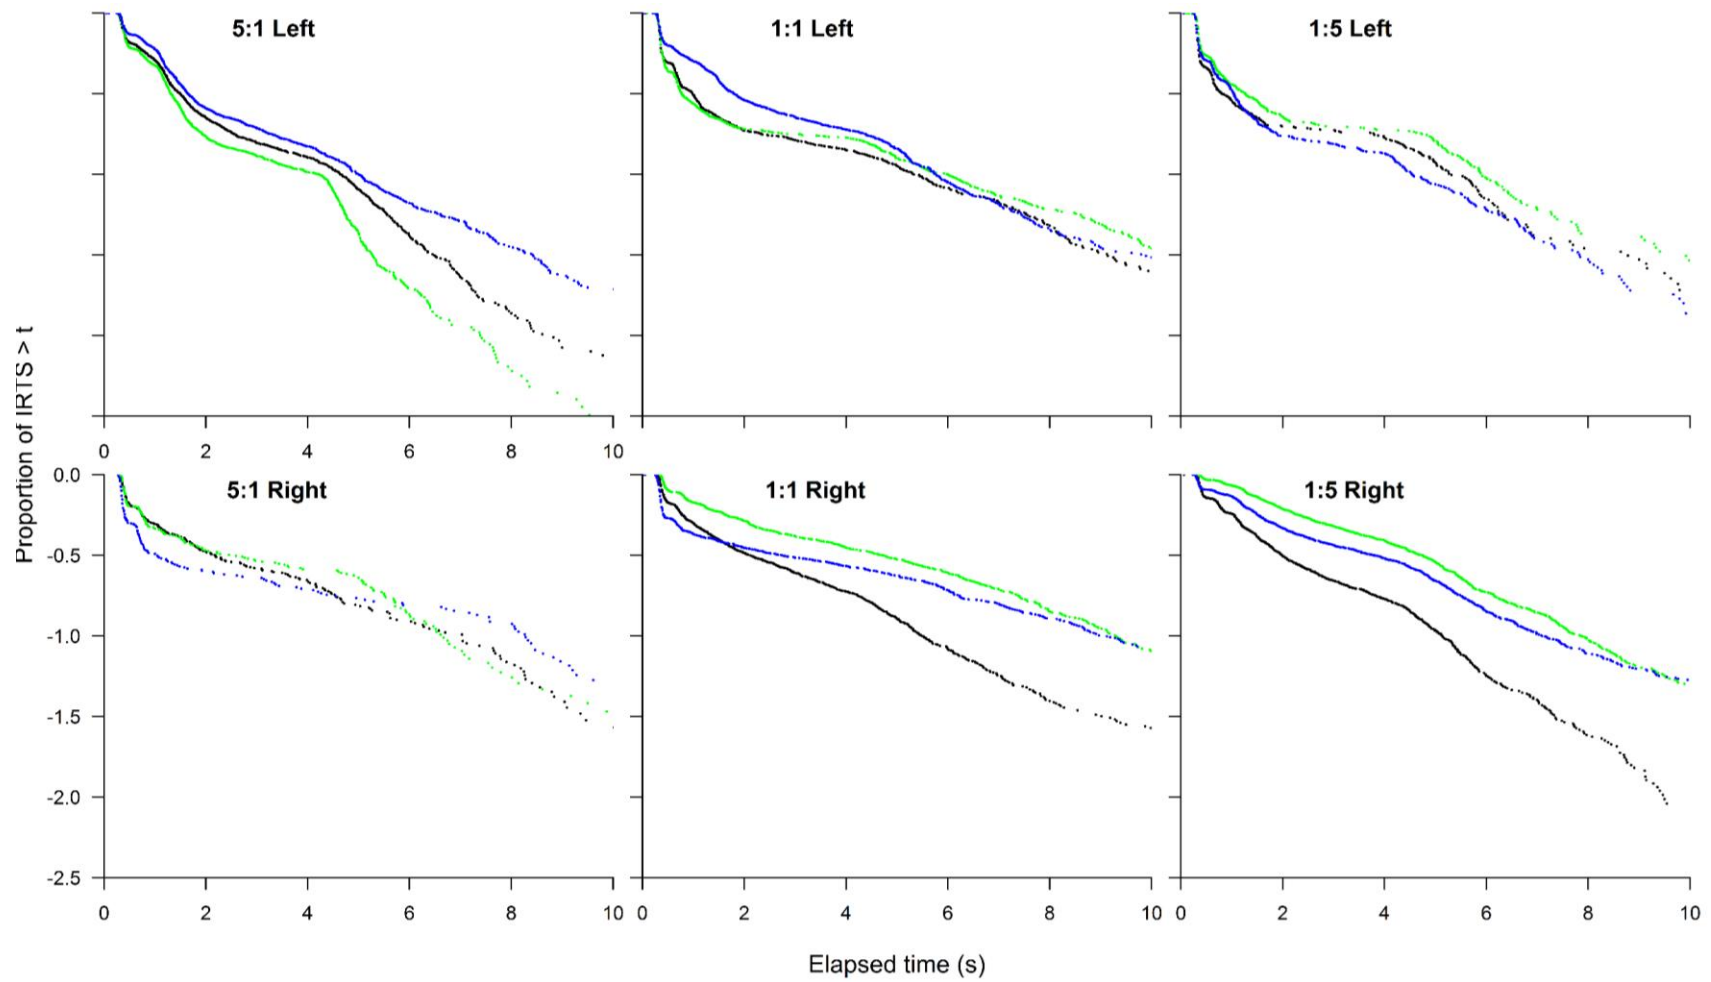 5:1 Left
1:1 Left
1:5 Left
0 2 4 6 8 10
Proportion of IRTS > t
5:1 Right
1:1 Right
1:5 Right
0.0
-0.5
-1.0
-1.5
-2.0
-2.5
0 2 4 6 8 10
0 2 4 6 8 10
0 2 4 6 8 10
Elapsed time (s)